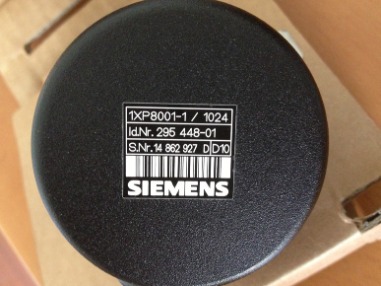 1XP8001-1 / 1024
Id.Nr. 295 448-01
S.Nr. 14 862 927 D D10
SIEMENS